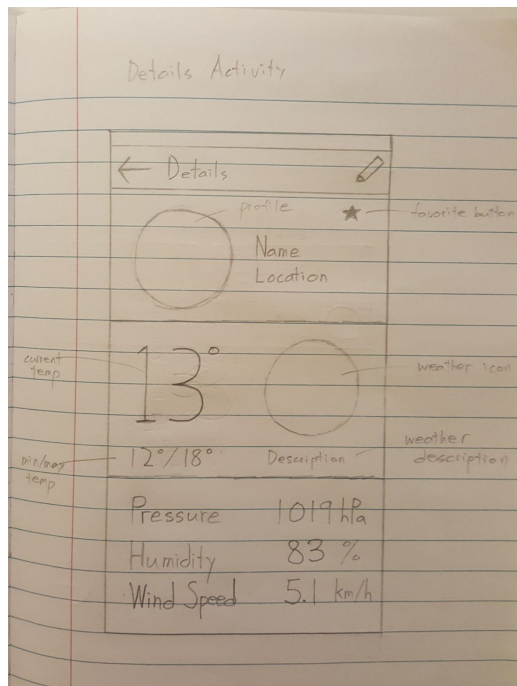 Details Activity
← Details
profile
favorite button
Name
Location
current
temp
13°
weather icon
min/max
temp
12°/18°
Description
weather
description
Pressure 1019 hPa
Humidity 83 %
Wind Speed 5.1 km/h